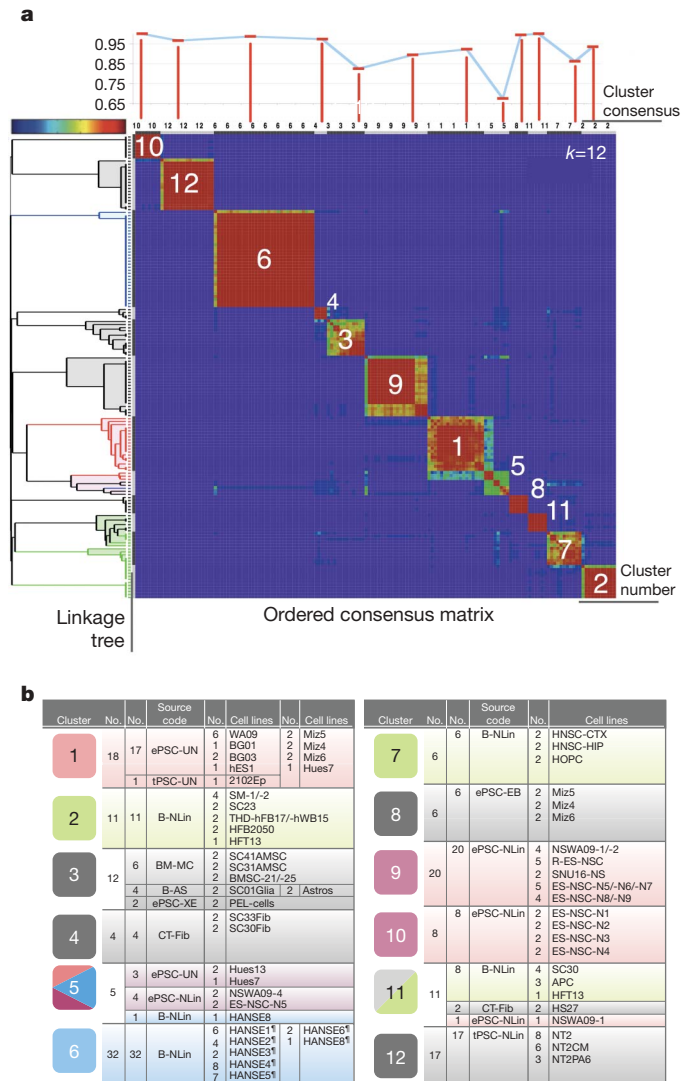 a
0.95
0.85
0.75
0.65
Cluster
consensus
10 10 12 12 12 6 6 6 6 6 6 6 6 4 3 3 3 9 9 9 9 9 1 1 1 1 5 5 8 11 11 7 7 2 2 2
k=12
10
12
6
4
3
9
1
5
8
11
7
2
Cluster
number
Linkage
tree
Ordered consensus matrix
b
Cluster No. No. Source code No. Cell lines No. Cell lines
1 18 17 ePSC-UN 6 WA09 2 Miz5
1 BG01 2 Miz4
2 BG03 2 Miz6
1 hES1 1 Hues7
1 tPSC-UN 1 2102Ep
2 11 11 B-NLin 4 SM-1/-2
2 SC23
2 THD-hFB17/-hWB15
2 HFB2050
1 HFT13
3 12 6 BM-MC 2 SC41AMSC
2 SC31AMSC
2 BMSC-21/-25
4 B-AS 2 SC01Glia 2 Astros
2 ePSC-XE 2 PEL-cells
4 4 4 CT-Fib 2 SC33Fib
2 SC30Fib
5 5 3 ePSC-UN 2 Hues13
1 Hues7
4 ePSC-NLin 2 NSWA09-4
2 ES-NSC-N5
1 B-NLin 1 HANSE8
6 32 32 B-NLin 6 HANSE1¶ 2 HANSE6¶
4 HANSE2¶ 1 HANSE8¶
2 HANSE3¶
8 HANSE4¶
7 HANSE5¶
Cluster No. No. Source code No. Cell lines
7 6 6 B-NLin 2 HNSC-CTX
2 HNSC-HIP
2 HOPC
8 6 6 ePSC-EB 2 Miz5
2 Miz4
2 Miz6
9 20 20 ePSC-NLin 4 NSWA09-1/-2
5 R-ES-NSC
2 SNU16-NS
5 ES-NSC-N5/-N6/-N7
4 ES-NSC-N8/-N9
10 8 8 ePSC-NLin 2 ES-NSC-N1
2 ES-NSC-N2
2 ES-NSC-N3
2 ES-NSC-N4
11 11 8 B-NLin 4 SC30
3 APC
1 HFT13
2 CT-Fib 2 HS27
1 ePSC-NLin 1 NSWA09-1
12 17 17 tPSC-NLin 8 NT2
6 NT2CM
3 NT2PA6